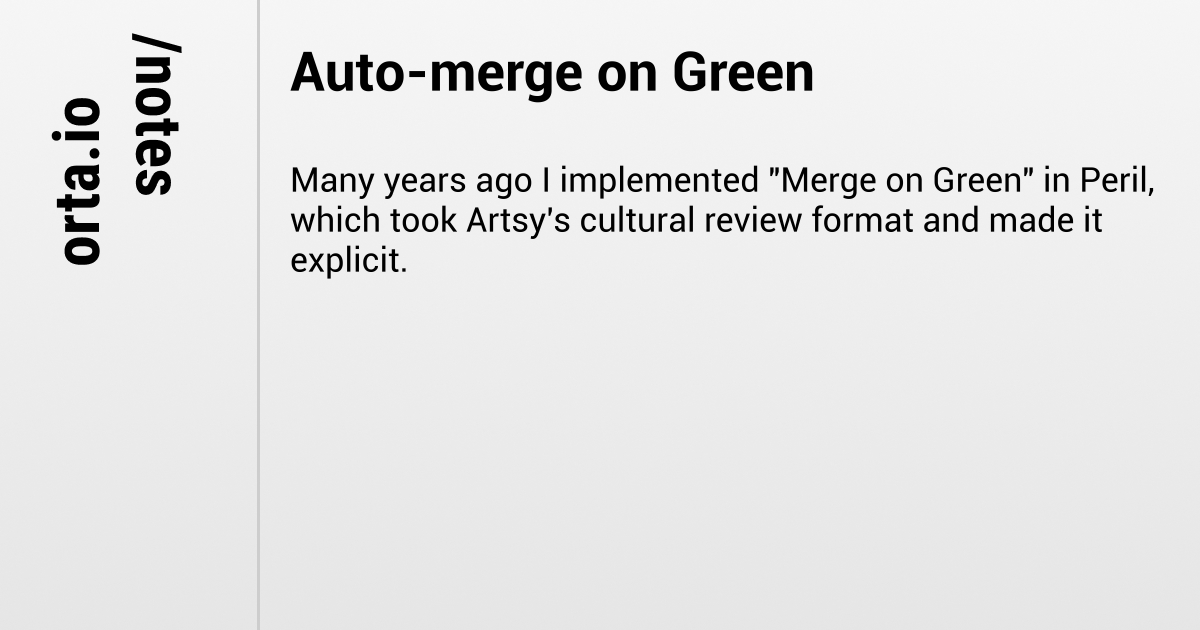 orta.io
/notes
Auto-merge on Green
Many years ago I implemented "Merge on Green" in Peril,
which took Artsy's cultural review format and made it
explicit.